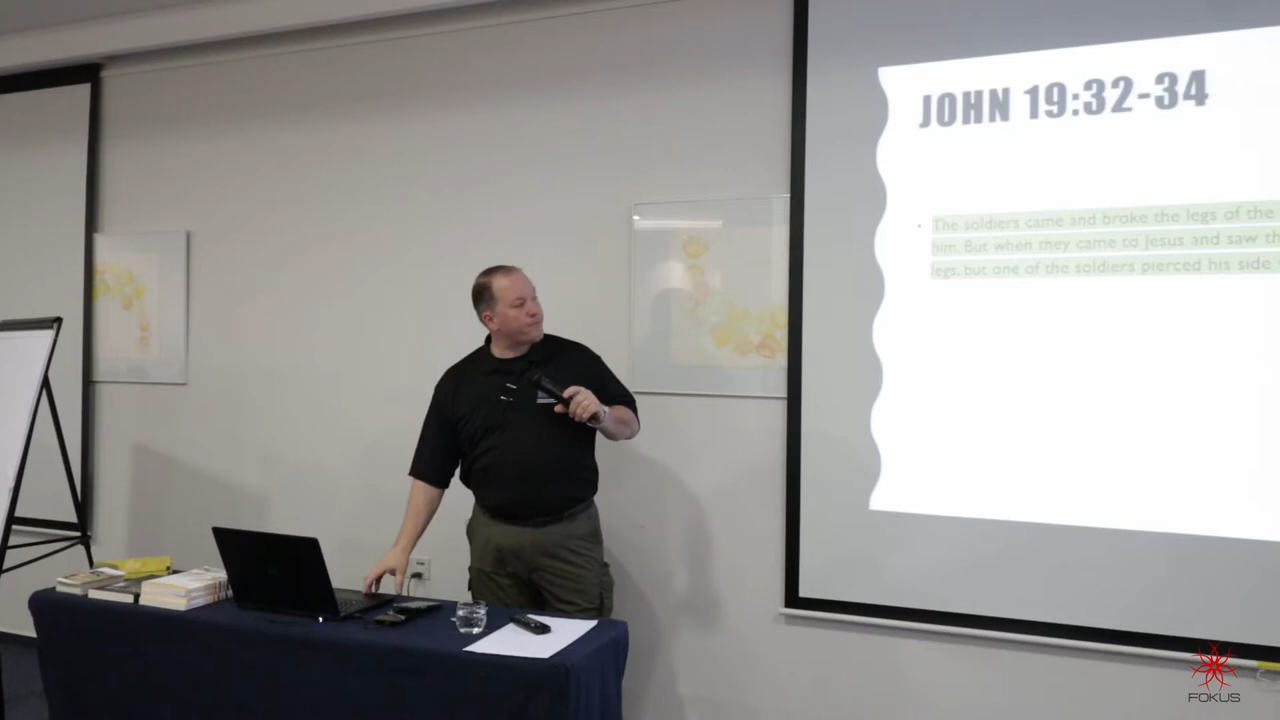 JOHN 19:32-34
The soldiers came and broke the legs of the
him. But when they came to Jesus and saw
legs, but one of the soldiers pierced his side
FOKUS